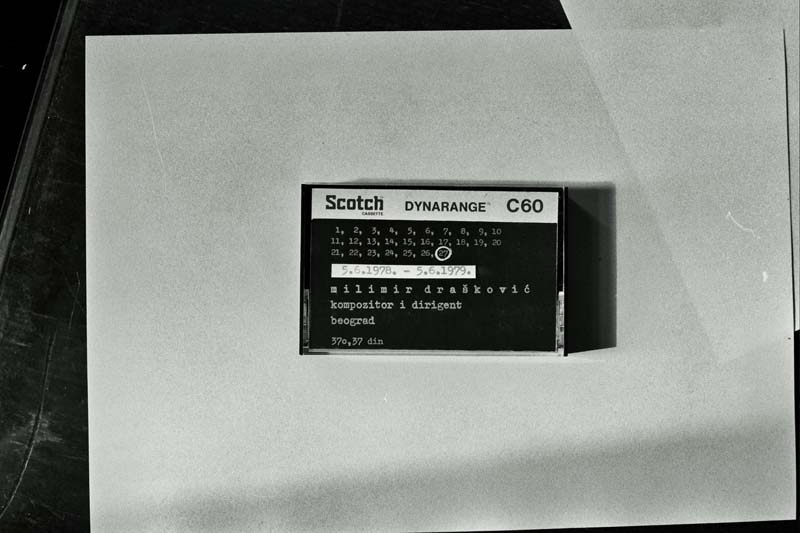 Scotch DYNARANGE™ C60
CASSETTE
1, 2, 3, 4, 5, 6, 7, 8, 9, 10
11, 12, 13, 14, 15, 16, 17, 18, 19, 20
21, 22, 23, 24, 25, 26, 27
5.6.1978. - 5.6.1979.
milimir drašković
kompozitor i dirigent
beograd
37o,37 din